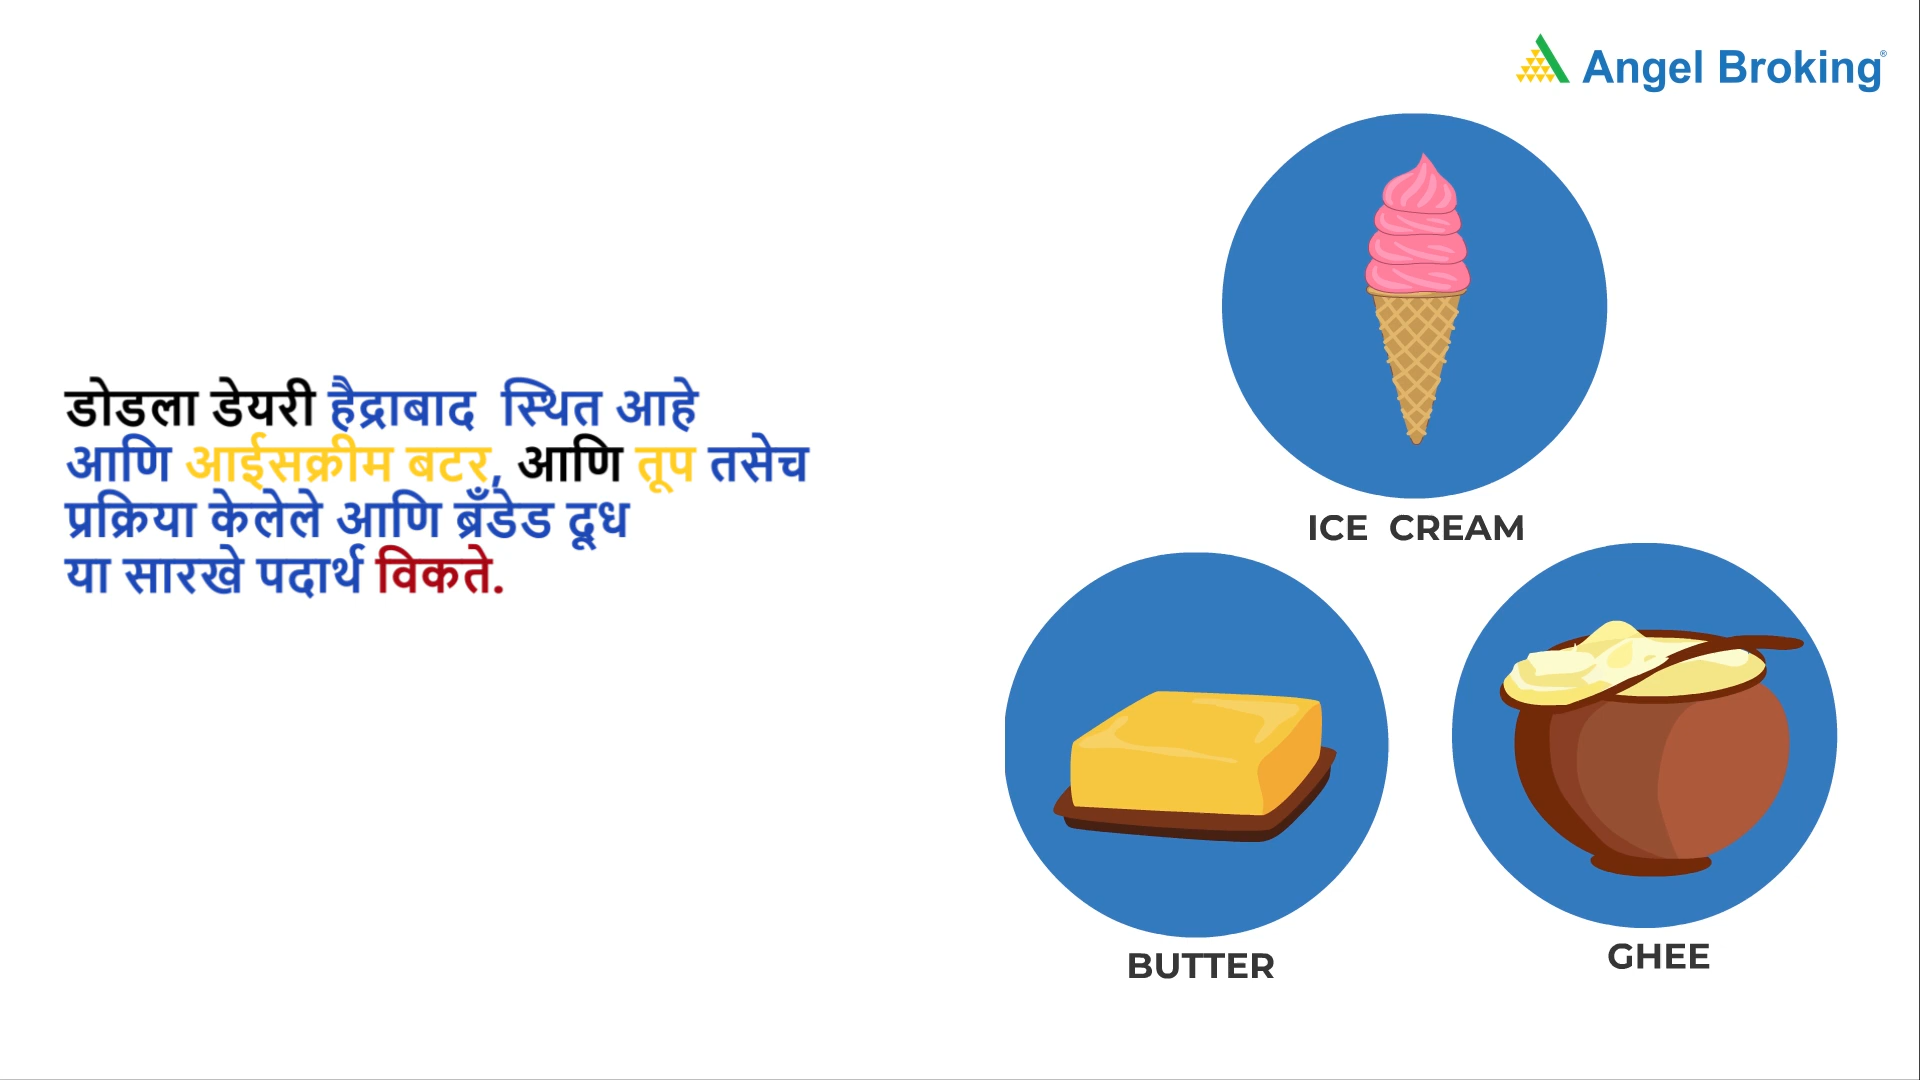 Angel Broking®
डोडला डेयरी हैद्राबाद स्थित आहे
आणि आईसक्रीम बटर, आणि तूप तसेच
प्रक्रिया केलेले आणि ब्रँडेड दूध
या सारखे पदार्थ विकते.
ICE CREAM
BUTTER
GHEE